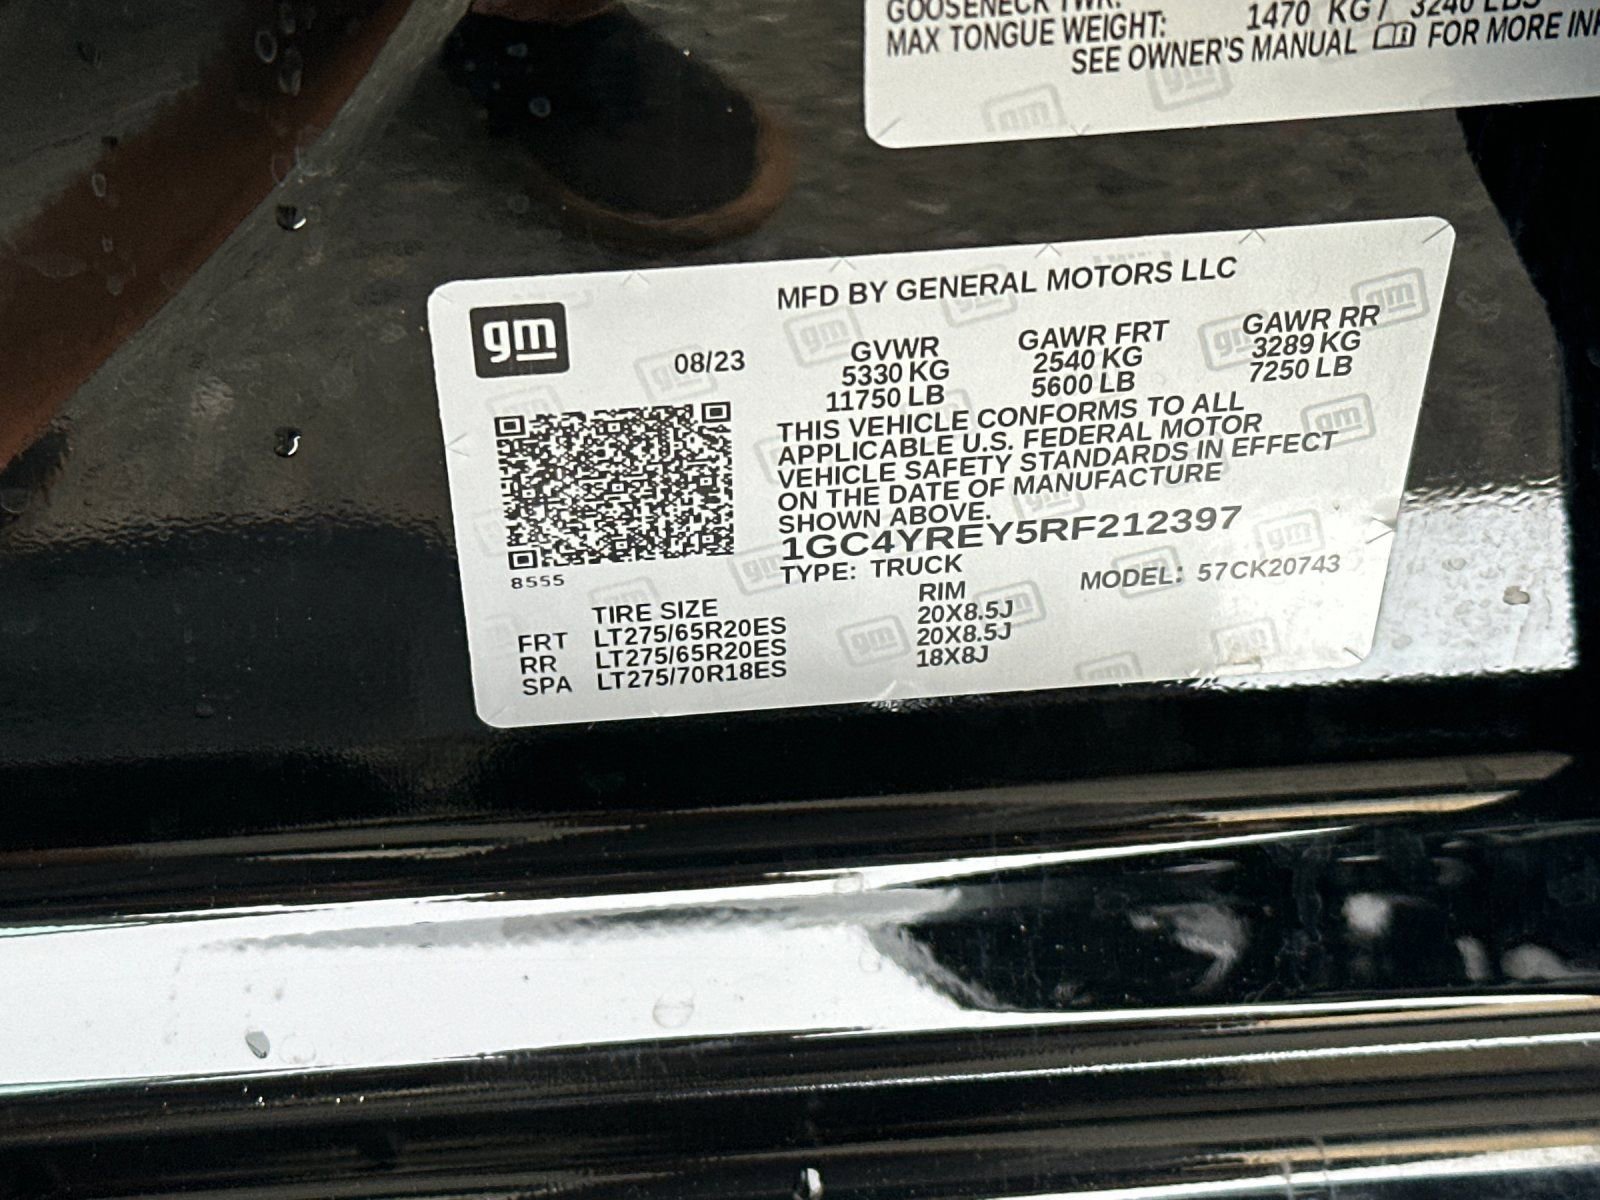 GOOSENECK TWR:
MAX TONGUE WEIGHT: 1470 KG / 3240 LBS
SEE OWNER'S MANUAL FOR MORE
gm
MFD BY GENERAL MOTORS LLC
08/23
GVWR GAWR FRT GAWR RR
5330 KG 2540 KG 3289 KG
11750 LB 5600 LB 7250 LB
THIS VEHICLE CONFORMS TO ALL
APPLICABLE U.S. FEDERAL MOTOR
VEHICLE SAFETY STANDARDS IN EFFECT
ON THE DATE OF MANUFACTURE
SHOWN ABOVE.
1GC4YREY5RF212397
8555
TYPE: TRUCK MODEL: 57CK20743
TIRE SIZE RIM
FRT LT275/65R20ES 20X8.5J
RR LT275/65R20ES 20X8.5J
SPA LT275/70R18ES 18X8J